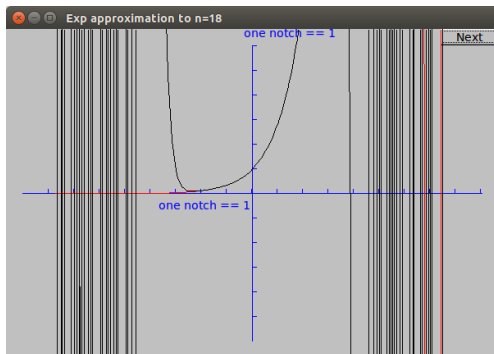 Exp approximation to n=18
one notch == 1
Next
one notch == 1